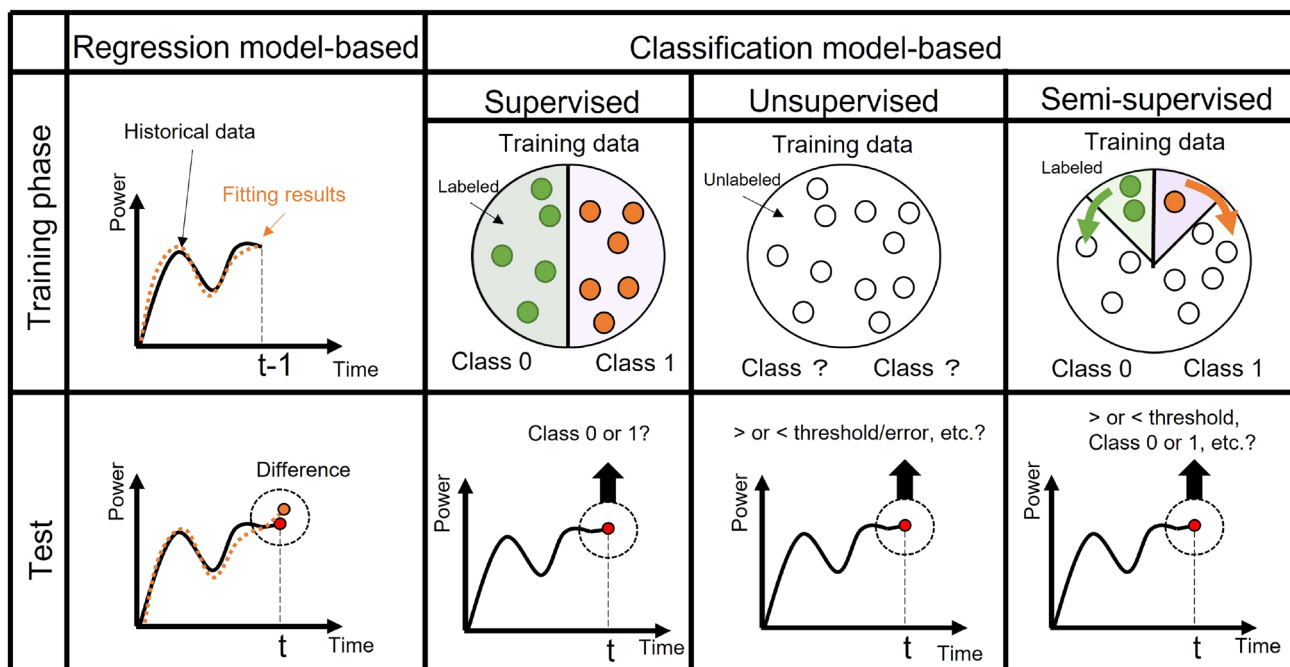 Regression model-based
Classification model-based
Supervised
Unsupervised
Semi-supervised
Training phase
Historical data
Fitting results
Power
t-1
Time
Training data
Labeled
Class 0
Class 1
Training data
Unlabeled
Class ?
Class ?
Training data
Labeled
Class 0
Class 1
Test
Difference
Power
t
Time
Class 0 or 1?
Power
t
Time
> or < threshold/error, etc.?
Power
t
Time
> or < threshold,
Class 0 or 1, etc.?
Power
t
Time